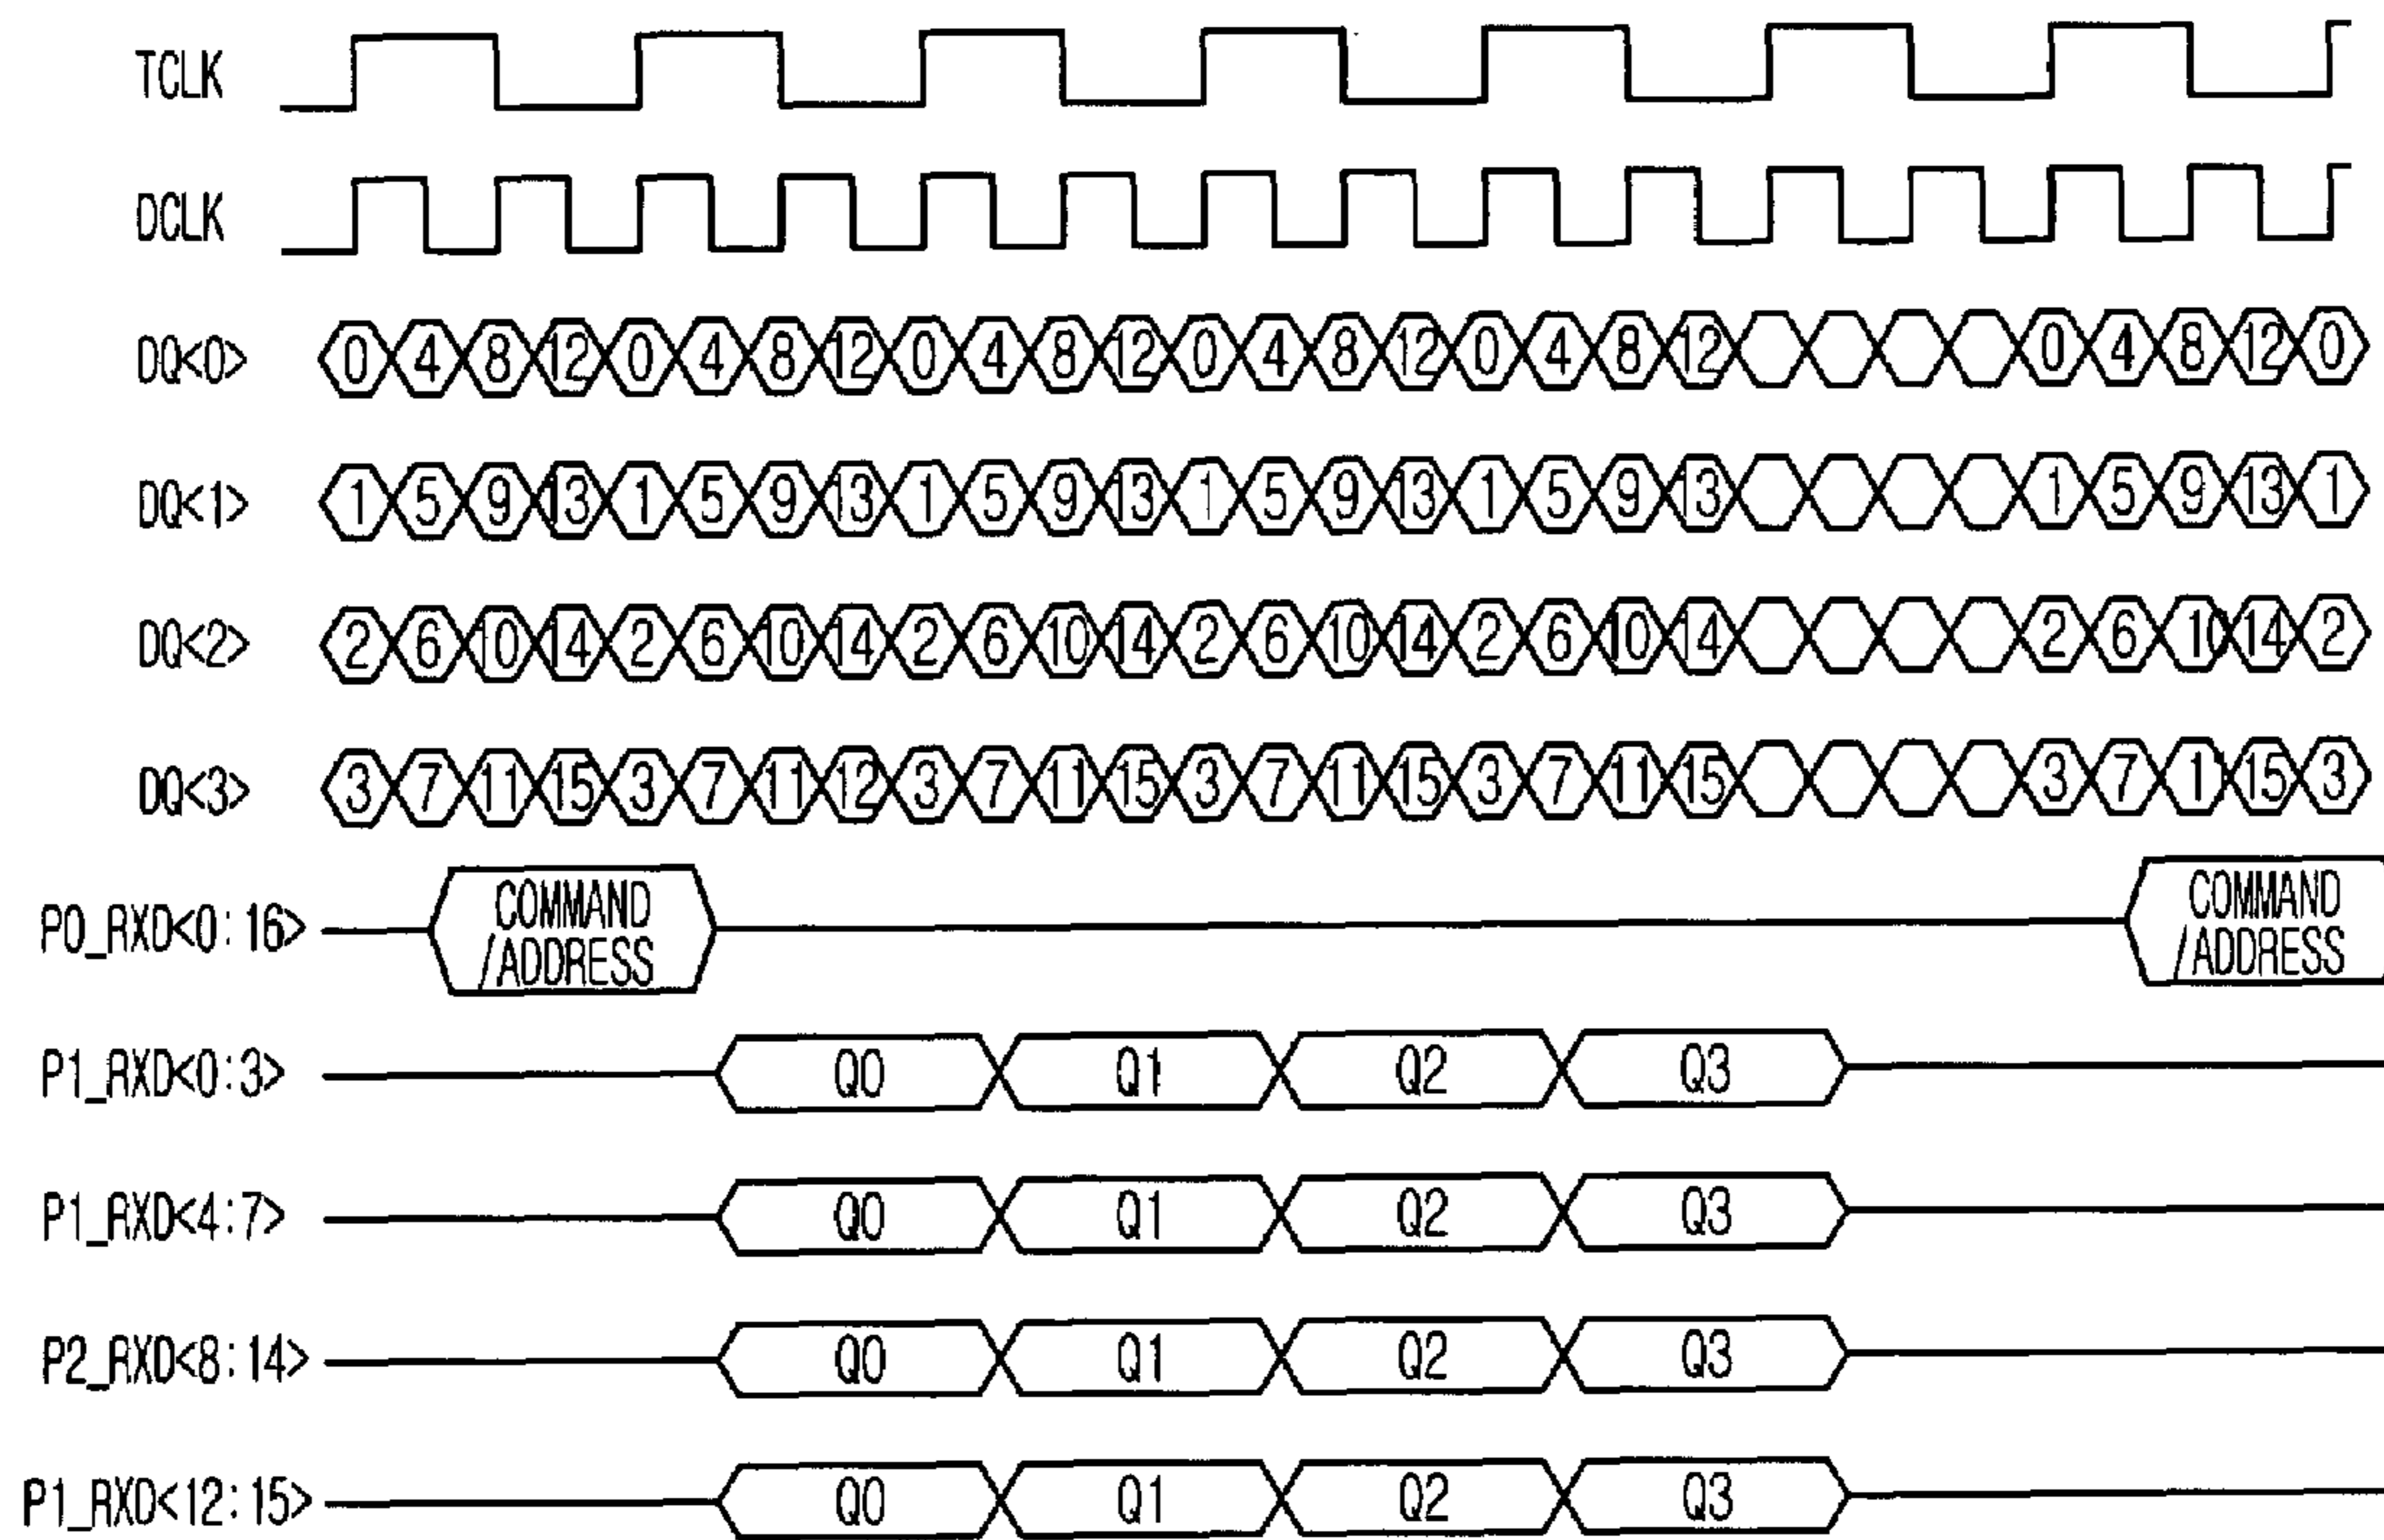 TCLK
DCLK
DQ<0> 0 4 8 12 0 4 8 12 0 4 8 12 0 4 8 12 0 4 8 12 0 4 8 12 0
DQ<1> 1 5 9 13 1 5 9 13 1 5 9 13 1 5 9 13 1 5 9 13 1 5 9 13 1
DQ<2> 2 6 10 14 2 6 10 14 2 6 10 14 2 6 10 14 2 6 10 14 2 6 10 14 2
DQ<3> 3 7 11 15 3 7 11 12 3 7 11 15 3 7 11 15 3 7 11 15 3 7 1 15 3
P0_RXD<0:16> COMMAND /ADDRESS COMMAND /ADDRESS
P1_RXD<0:3> Q0 Q1 Q2 Q3
P1_RXD<4:7> Q0 Q1 Q2 Q3
P2_RXD<8:14> Q0 Q1 Q2 Q3
P1_RXD<12:15> Q0 Q1 Q2 Q3